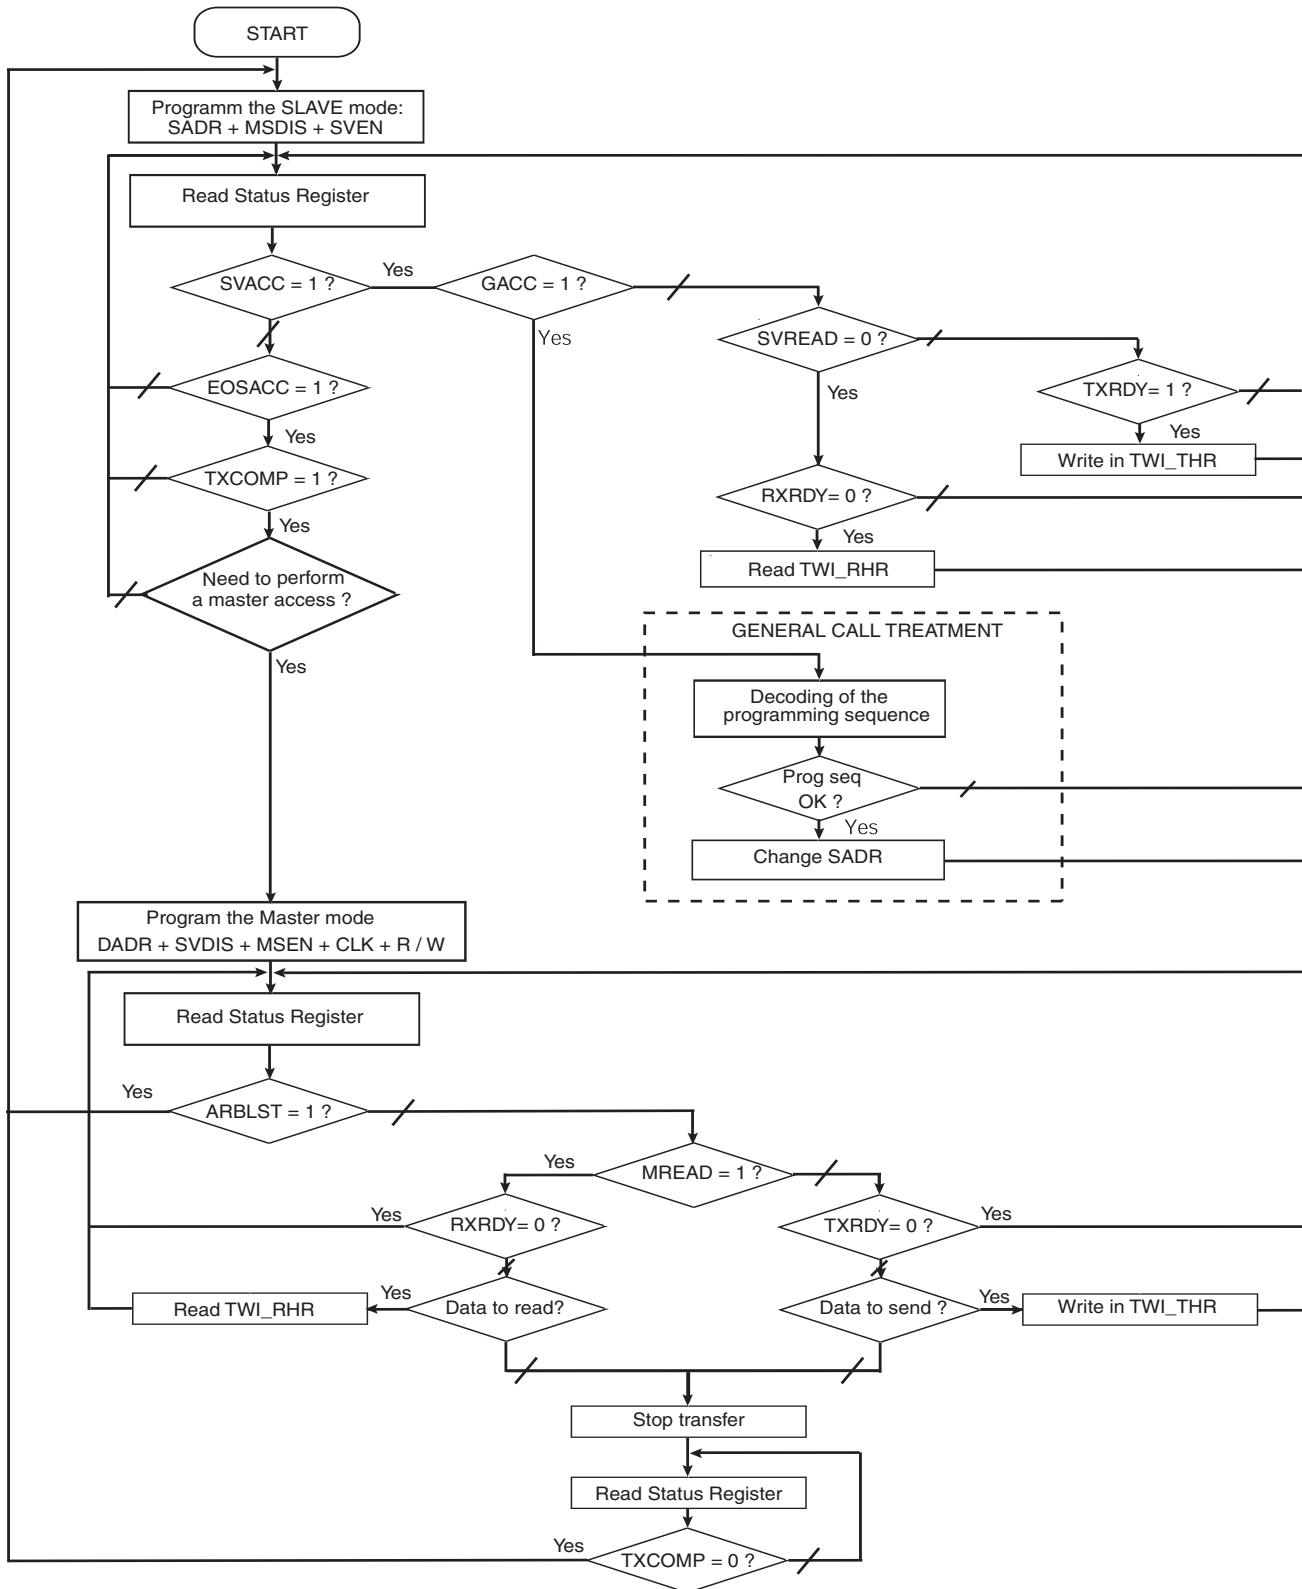 START
Programm the SLAVE mode:
SADR + MSDIS + SVEN
Read Status Register
SVACC = 1 ?
Yes
GACC = 1 ?
Yes
SVREAD = 0 ?
Yes
EOSACC = 1 ?
Yes
TXRDY= 1 ?
Yes
Write in TWI_THR
TXCOMP = 1 ?
Yes
RXRDY= 0 ?
Yes
Read TWI_RHR
Need to perform
a master access ?
Yes
GENERAL CALL TREATMENT
Decoding of the
programming sequence
Prog seq
OK ?
Yes
Change SADR
Program the Master mode
DADR + SVDIS + MSEN + CLK + R / W
Read Status Register
Yes
ARBLST = 1 ?
Yes
MREAD = 1 ?
Yes
RXRDY= 0 ?
TXRDY= 0 ?
Yes
Read TWI_RHR
Yes
Data to read?
Data to send ?
Yes
Write in TWI_THR
Stop transfer
Read Status Register
Yes
TXCOMP = 0 ?